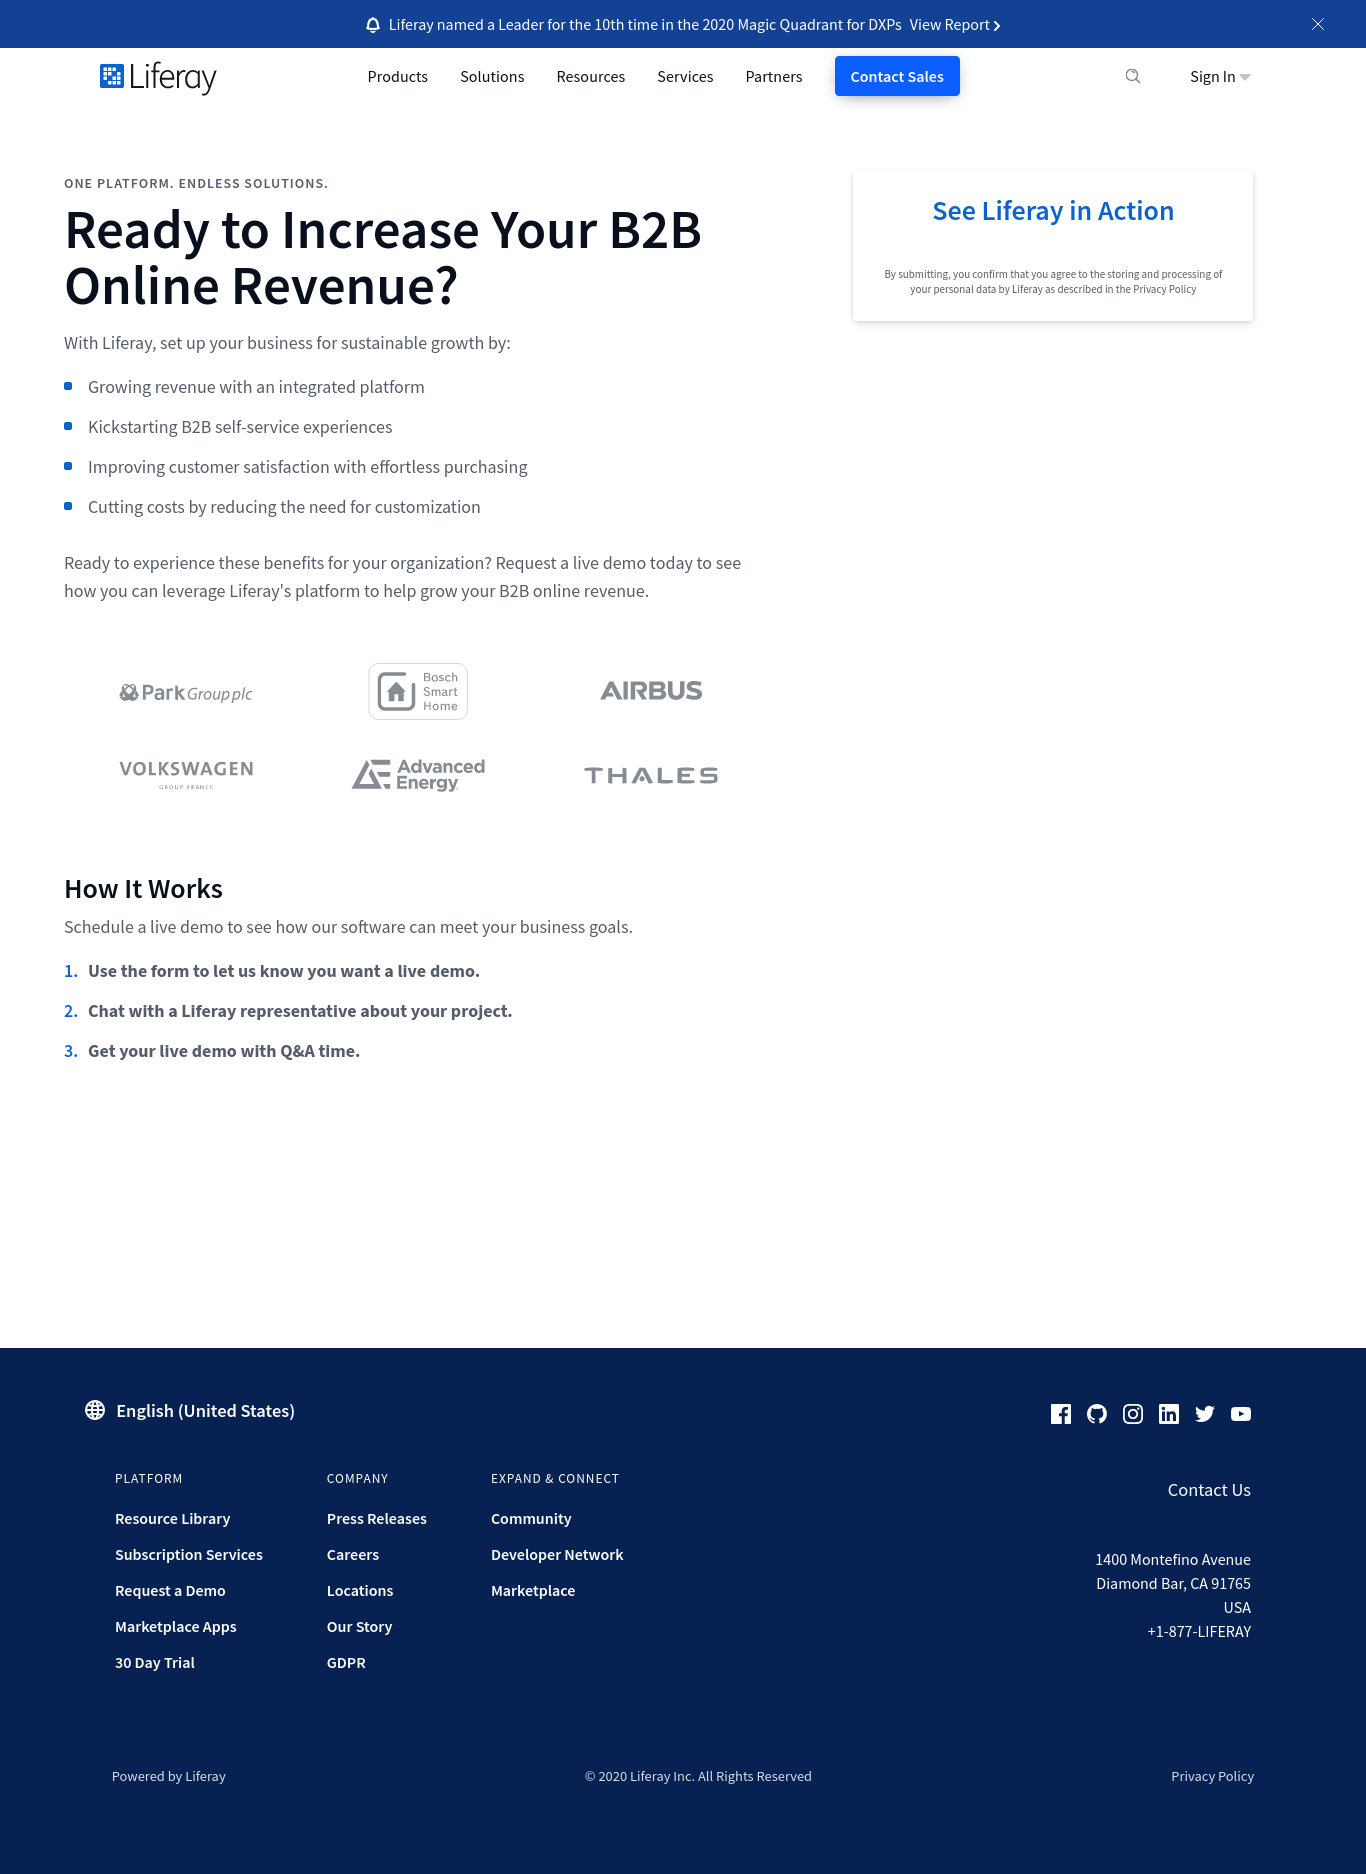 Liferay named a Leader for the 10th time in the 2020 Magic Quadrant for DXPs View Report
Liferay
Products Solutions Resources Services Partners Contact Sales Sign In
ONE PLATFORM. ENDLESS SOLUTIONS.
Ready to Increase Your B2B
Online Revenue?
With Liferay, set up your business for sustainable growth by:
Growing revenue with an integrated platform
Kickstarting B2B self-service experiences
Improving customer satisfaction with effortless purchasing
Cutting costs by reducing the need for customization
Ready to experience these benefits for your organization? Request a live demo today to see
how you can leverage Liferay's platform to help grow your B2B online revenue.
See Liferay in Action
By submitting, you confirm that you agree to the storing and processing of
your personal data by Liferay as described in the Privacy Policy
Park Group plc
Bosch
Smart
Home
AIRBUS
VOLKSWAGEN
GROUP FRANCE
Advanced
Energy
THALES
How It Works
Schedule a live demo to see how our software can meet your business goals.
1. Use the form to let us know you want a live demo.
2. Chat with a Liferay representative about your project.
3. Get your live demo with Q&A time.
English (United States)
PLATFORM
Resource Library
Subscription Services
Request a Demo
Marketplace Apps
30 Day Trial
COMPANY
Press Releases
Careers
Locations
Our Story
GDPR
EXPAND & CONNECT
Community
Developer Network
Marketplace
Contact Us
1400 Montefino Avenue
Diamond Bar, CA 91765
USA
+1-877-LIFERAY
Powered by Liferay
© 2020 Liferay Inc. All Rights Reserved
Privacy Policy